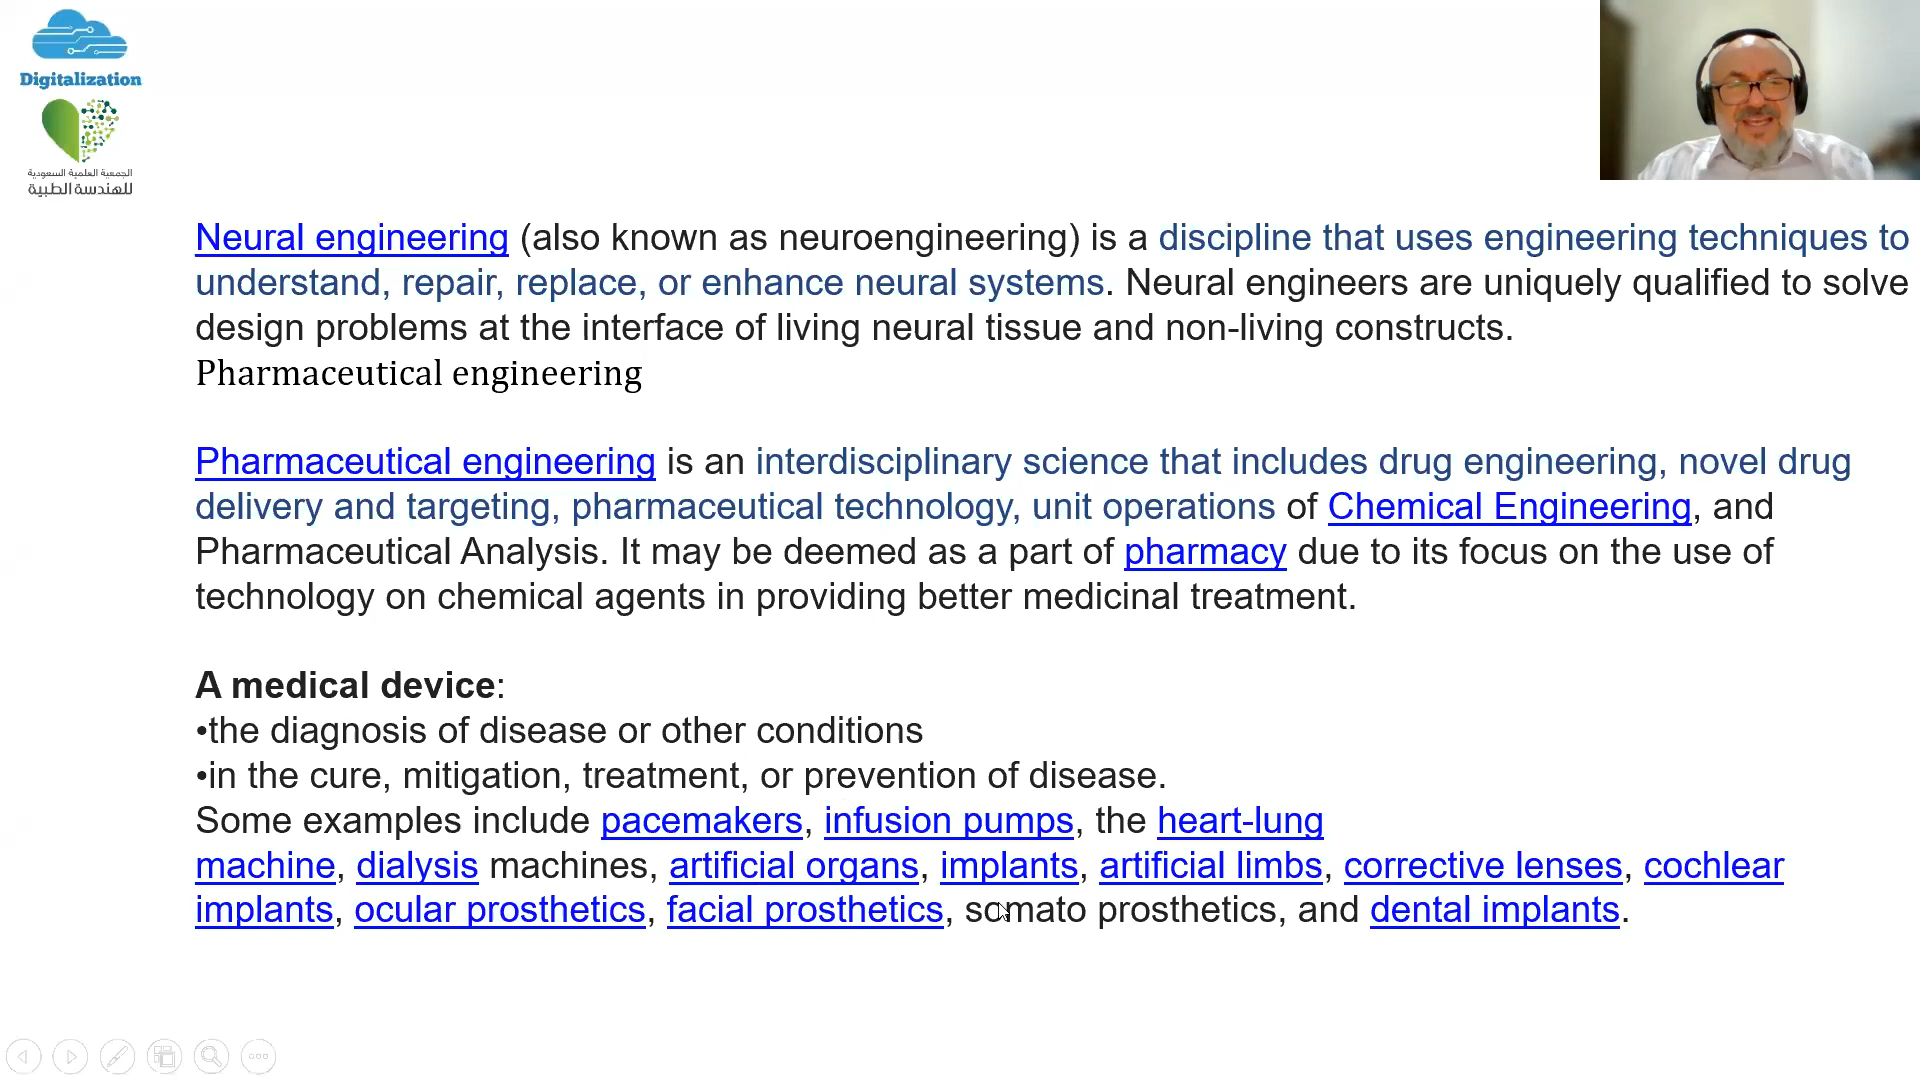 Digitalization
الجمعية العلمية السعودية
للهندسة الطبية
Neural engineering (also known as neuroengineering) is a discipline that uses engineering techniques to
understand, repair, replace, or enhance neural systems. Neural engineers are uniquely qualified to solve
design problems at the interface of living neural tissue and non-living constructs.
Pharmaceutical engineering
Pharmaceutical engineering is an interdisciplinary science that includes drug engineering, novel drug
delivery and targeting, pharmaceutical technology, unit operations of Chemical Engineering, and
Pharmaceutical Analysis. It may be deemed as a part of pharmacy due to its focus on the use of
technology on chemical agents in providing better medicinal treatment.
A medical device:
•the diagnosis of disease or other conditions
•in the cure, mitigation, treatment, or prevention of disease.
Some examples include pacemakers, infusion pumps, the heart-lung
machine, dialysis machines, artificial organs, implants, artificial limbs, corrective lenses, cochlear
implants, ocular prosthetics, facial prosthetics, somato prosthetics, and dental implants.